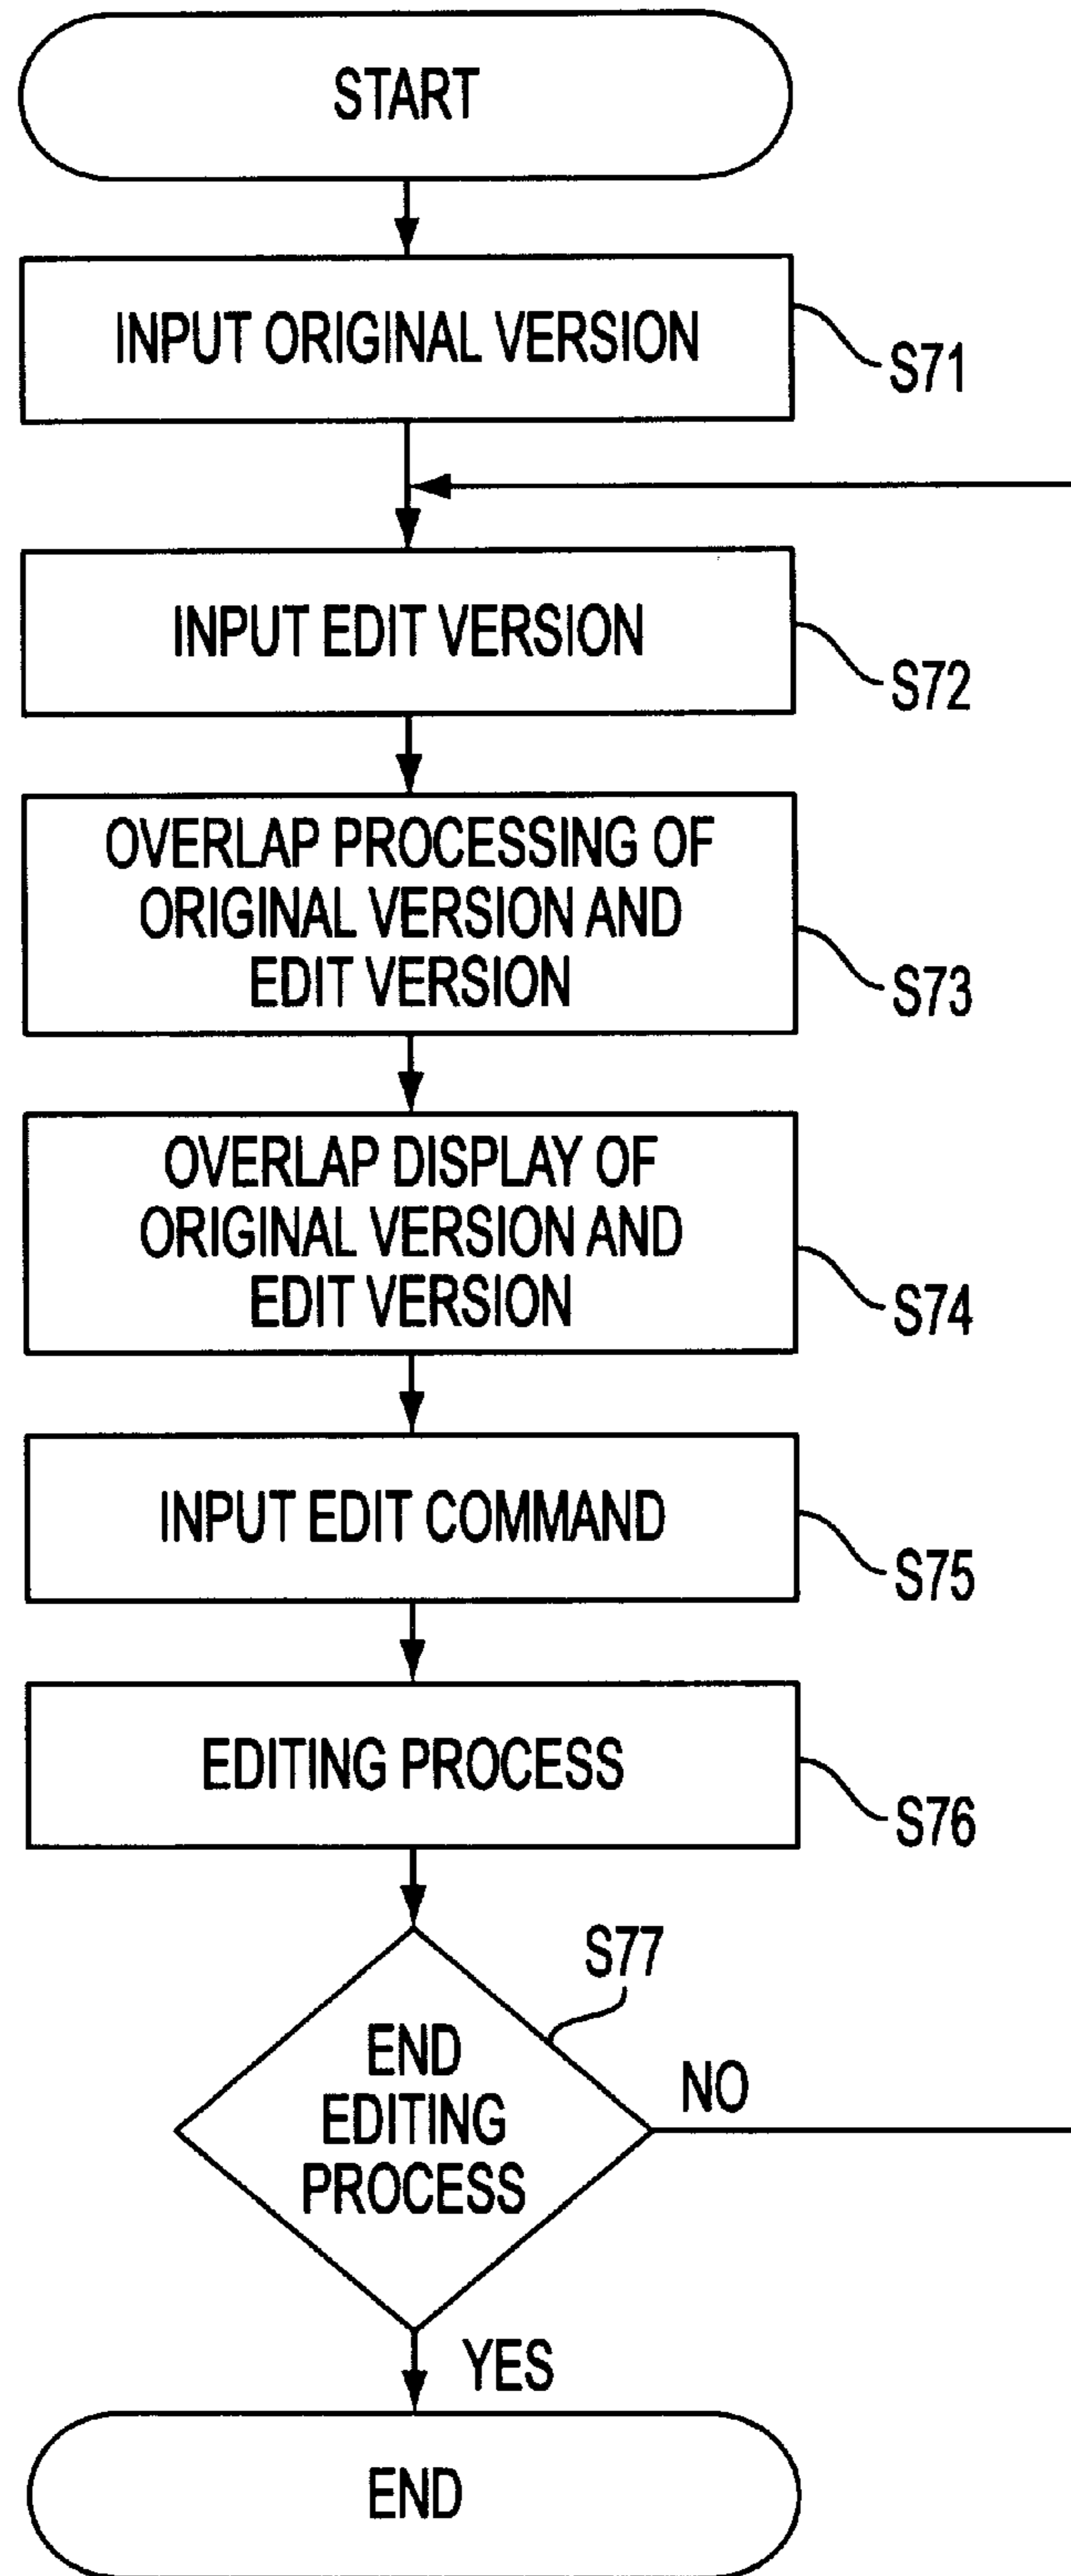 START
INPUT ORIGINAL VERSION
S71
INPUT EDIT VERSION
S72
OVERLAP PROCESSING OF
ORIGINAL VERSION AND
EDIT VERSION
S73
OVERLAP DISPLAY OF
ORIGINAL VERSION AND
EDIT VERSION
S74
INPUT EDIT COMMAND
S75
EDITING PROCESS
S76
S77
END
EDITING
PROCESS
NO
YES
END